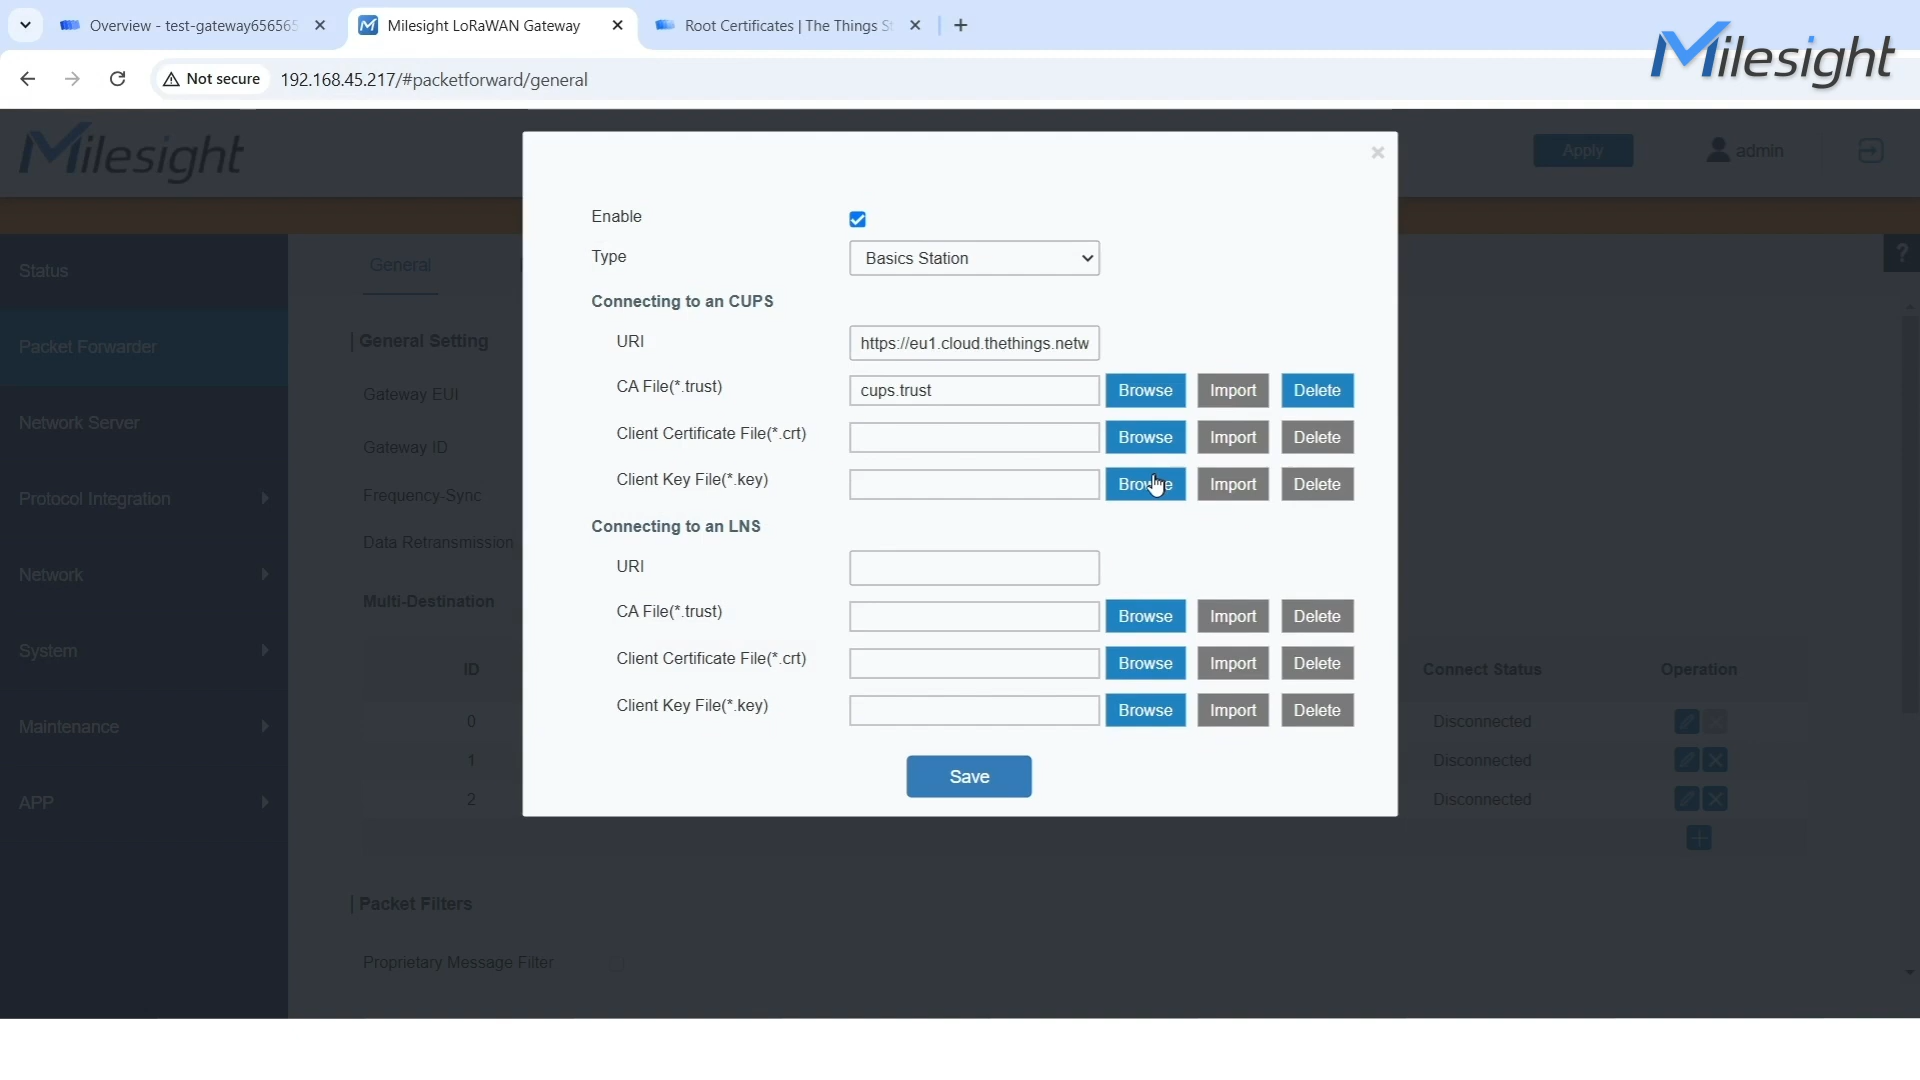 Overview - test-gateway656565
Milesight LoRaWAN Gateway
Root Certificates | The Things St
Not secure
192.168.45.217/#packetforward/general
Milesight
Milesight
Apply
admin
Status
Packet Forwarder
Network Server
Protocol Integration
Network
System
Maintenance
APP
General
General Setting
Gateway EUI
Gateway ID
Frequency-Sync
Data Retransmission
Multi-Destination
ID
Connect Status
Operation
0
Disconnected
1
Disconnected
2
Disconnected
Packet Filters
Proprietary Message Filter
?
Enable
Type
Basics Station
Connecting to an CUPS
URI
https://eu1.cloud.thethings.netw
CA File(*.trust)
cups.trust
Browse
Import
Delete
Client Certificate File(*.crt)
Browse
Import
Delete
Client Key File(*.key)
Browse
Import
Delete
Connecting to an LNS
URI
CA File(*.trust)
Browse
Import
Delete
Client Certificate File(*.crt)
Browse
Import
Delete
Client Key File(*.key)
Browse
Import
Delete
Save